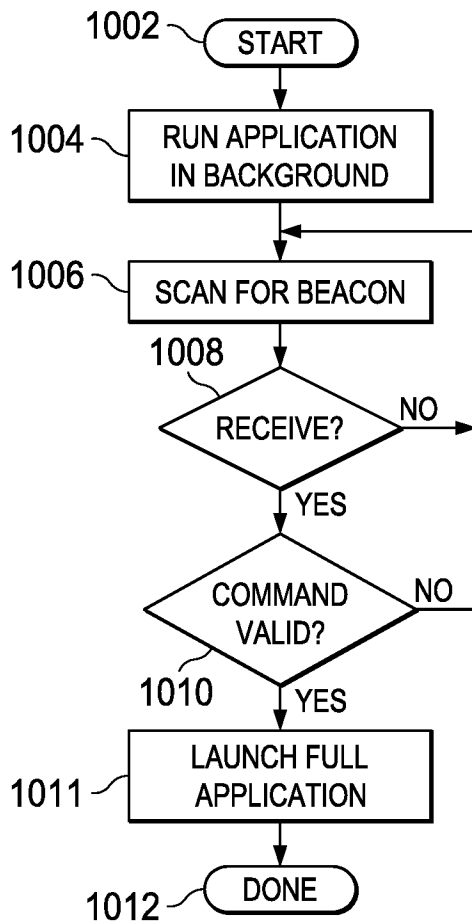 1002
START
1004
RUN APPLICATION
IN BACKGROUND
1006
SCAN FOR BEACON
1008
RECEIVE?
NO
YES
COMMAND
VALID?
NO
1010
YES
1011
LAUNCH FULL
APPLICATION
1012
DONE